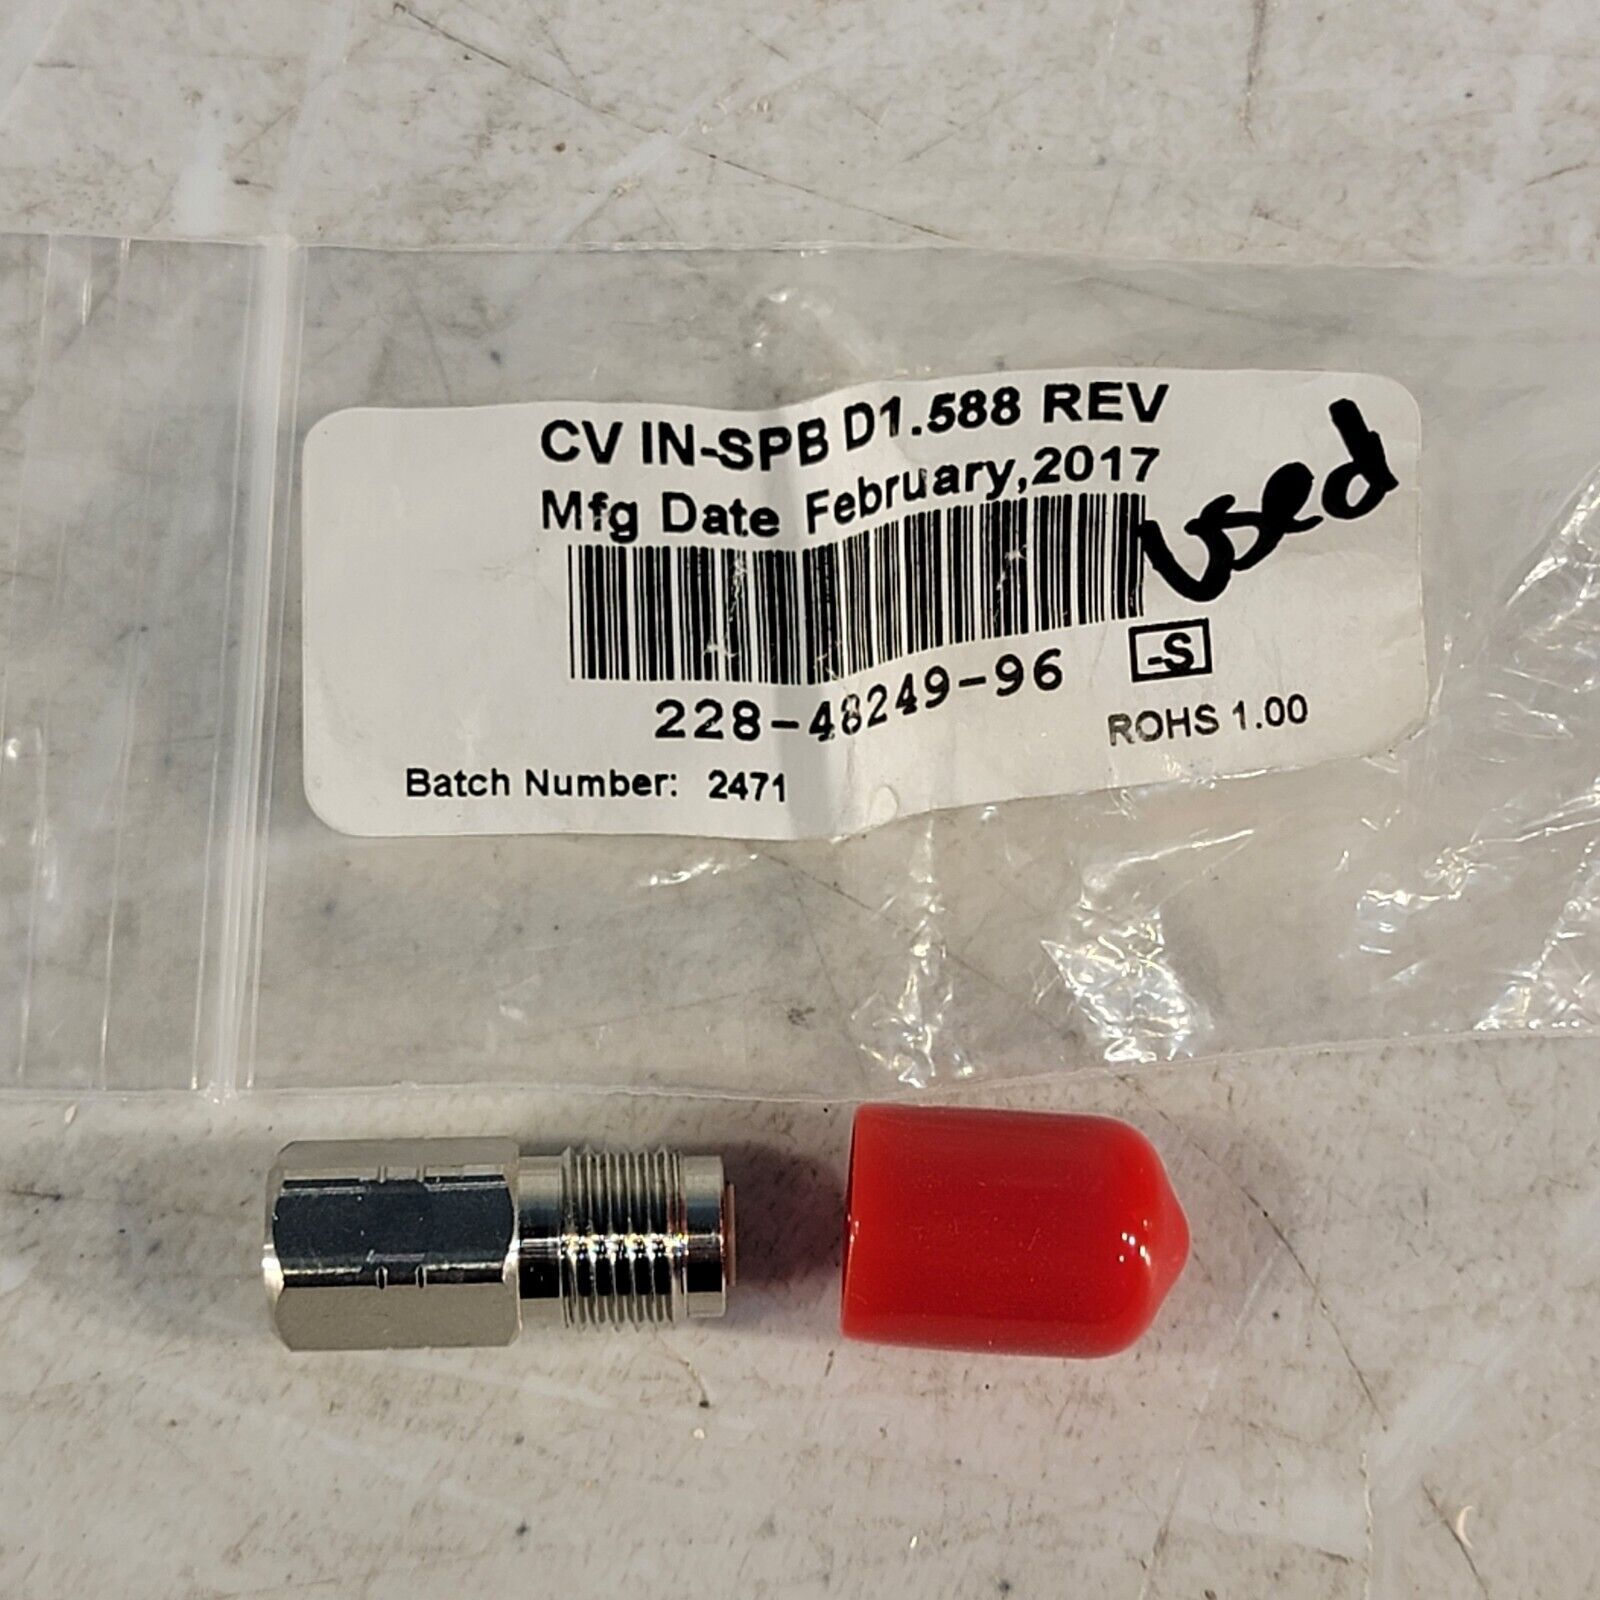 CV IN-SPB D1.588 REV
Mfg Date February,2017
used
228-48249-96
-S
ROHS 1.00
Batch Number: 2471